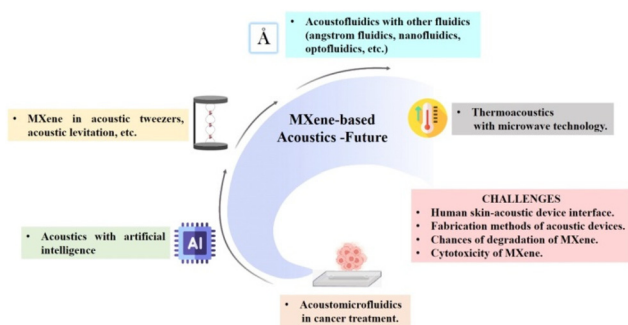 Å
• Acoustofluidics with other fluidics
(angstrom fluidics, nanofluidics,
optofluidics, etc.)
• MXene in acoustic tweezers,
acoustic levitation, etc.
MXene-based
Acoustics -Future
• Thermoacoustics
with microwave technology.
• Acoustics with artificial
intelligence
AI
CHALLENGES
• Human skin-acoustic device interface.
• Fabrication methods of acoustic devices.
• Chances of degradation of MXene.
• Cytotoxicity of MXene.
• Acoustomicrofluidics
in cancer treatment.